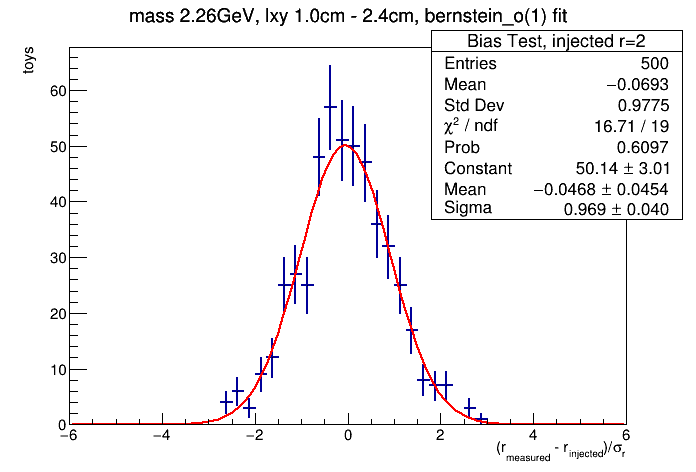 mass 2.26GeV, lxy 1.0cm - 2.4cm, bernstein_o(1) fit
toys
Bias Test, injected r=2
Entries 500
Mean −0.0693
Std Dev 0.9775
χ² / ndf 16.71 / 19
Prob 0.6097
Constant 50.14 ± 3.01
Mean −0.0468 ± 0.0454
Sigma 0.969 ± 0.040
60
50
40
30
20
10
0
−6 −4 −2 0 2 4 6
(r_measured - r_injected)/σ_r